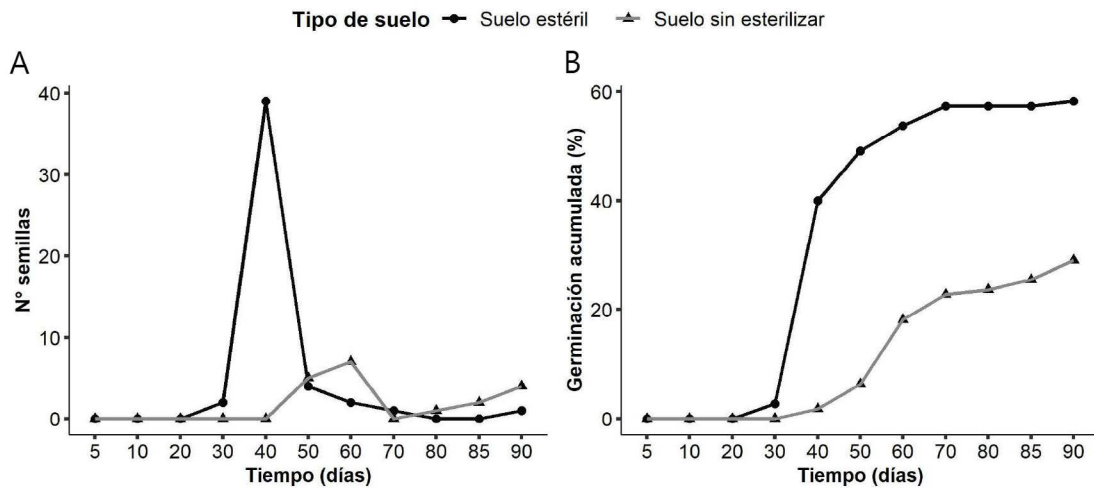 Tipo de suelo Suelo estéril Suelo sin esterilizar
A
B
N° semillas
40
30
20
10
0
5 10 20 30 40 50 60 70 80 85 90
Tiempo (días)
Germinación acumulada (%)
60
40
20
0
5 10 20 30 40 50 60 70 80 85 90
Tiempo (días)